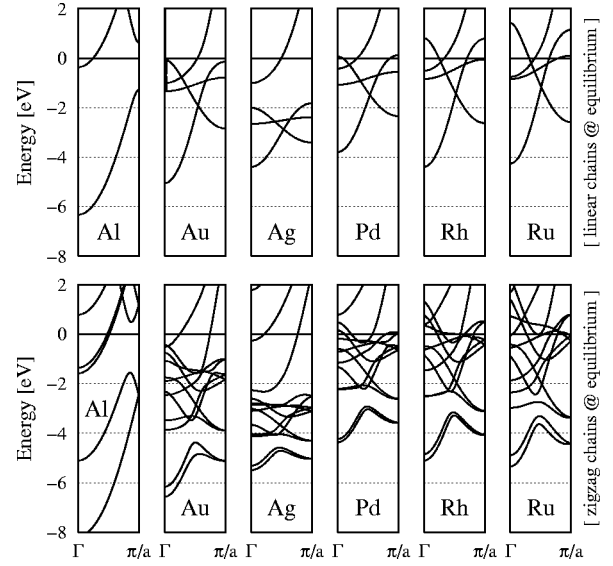 2
0
-2
-4
-6
-8
Energy [eV]
Al
Au
Ag
Pd
Rh
Ru
[ linear chains @ equilibrium ]
2
0
-2
-4
-6
-8
Energy [eV]
Al
Au
Ag
Pd
Rh
Ru
[ zigzag chains @ equilibrium ]
Γ π/a Γ π/a Γ π/a Γ π/a Γ π/a Γ π/a